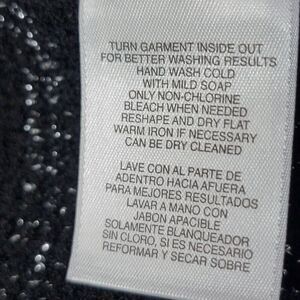 TURN GARMENT INSIDE OUT
FOR BETTER WASHING RESULTS
HAND WASH COLD
WITH MILD SOAP
ONLY NON-CHLORINE
BLEACH WHEN NEEDED
RESHAPE AND DRY FLAT
WARM IRON IF NECESSARY
CAN BE DRY CLEANED
LAVE CON AL PARTE DE
ADENTRO HACIA AFUERA
PARA MEJORES RESULTADOS
LAVAR A MANO CON
JABON APACIBLE
SOLAMENTE BLANQUEADOR
SIN CLORO, SI ES NECESARIO
REFORMAR Y SECAR SOBRE